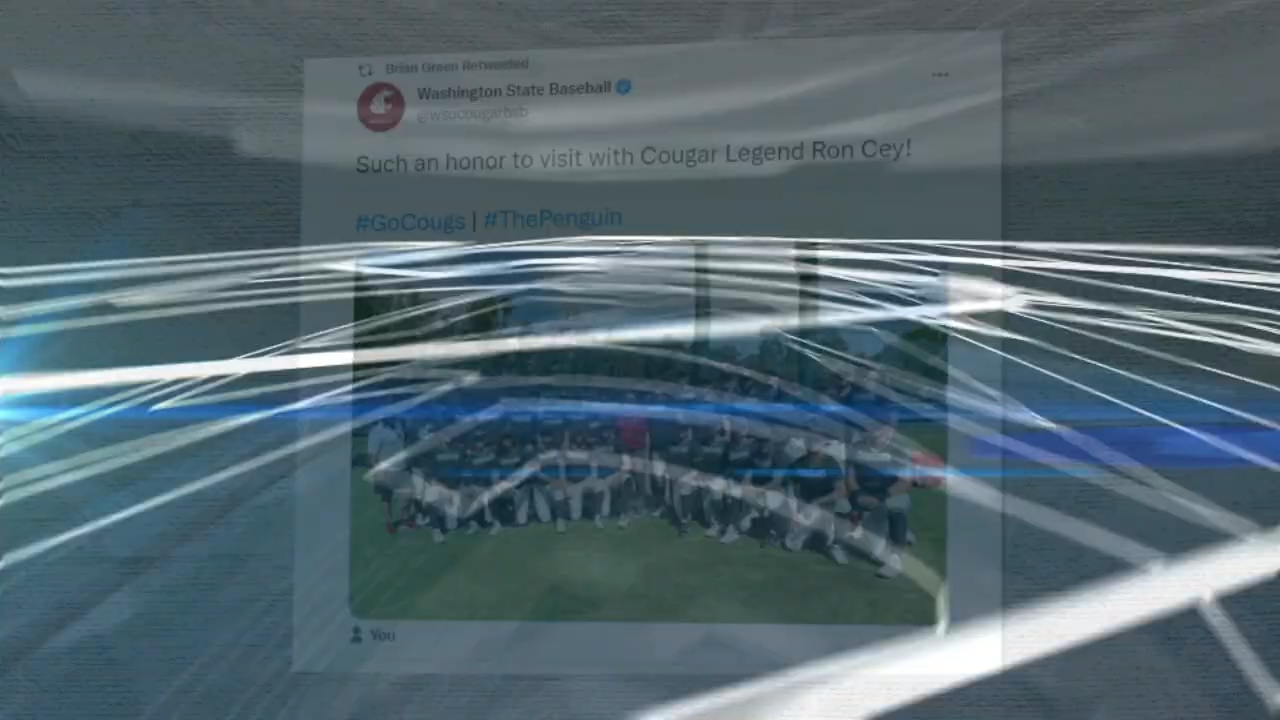 Brian Green Retweeted
Washington State Baseball
@wsucougarbsb
Such an honor to visit with Cougar Legend Ron Cey!
#GoCougs | #ThePenguin
You